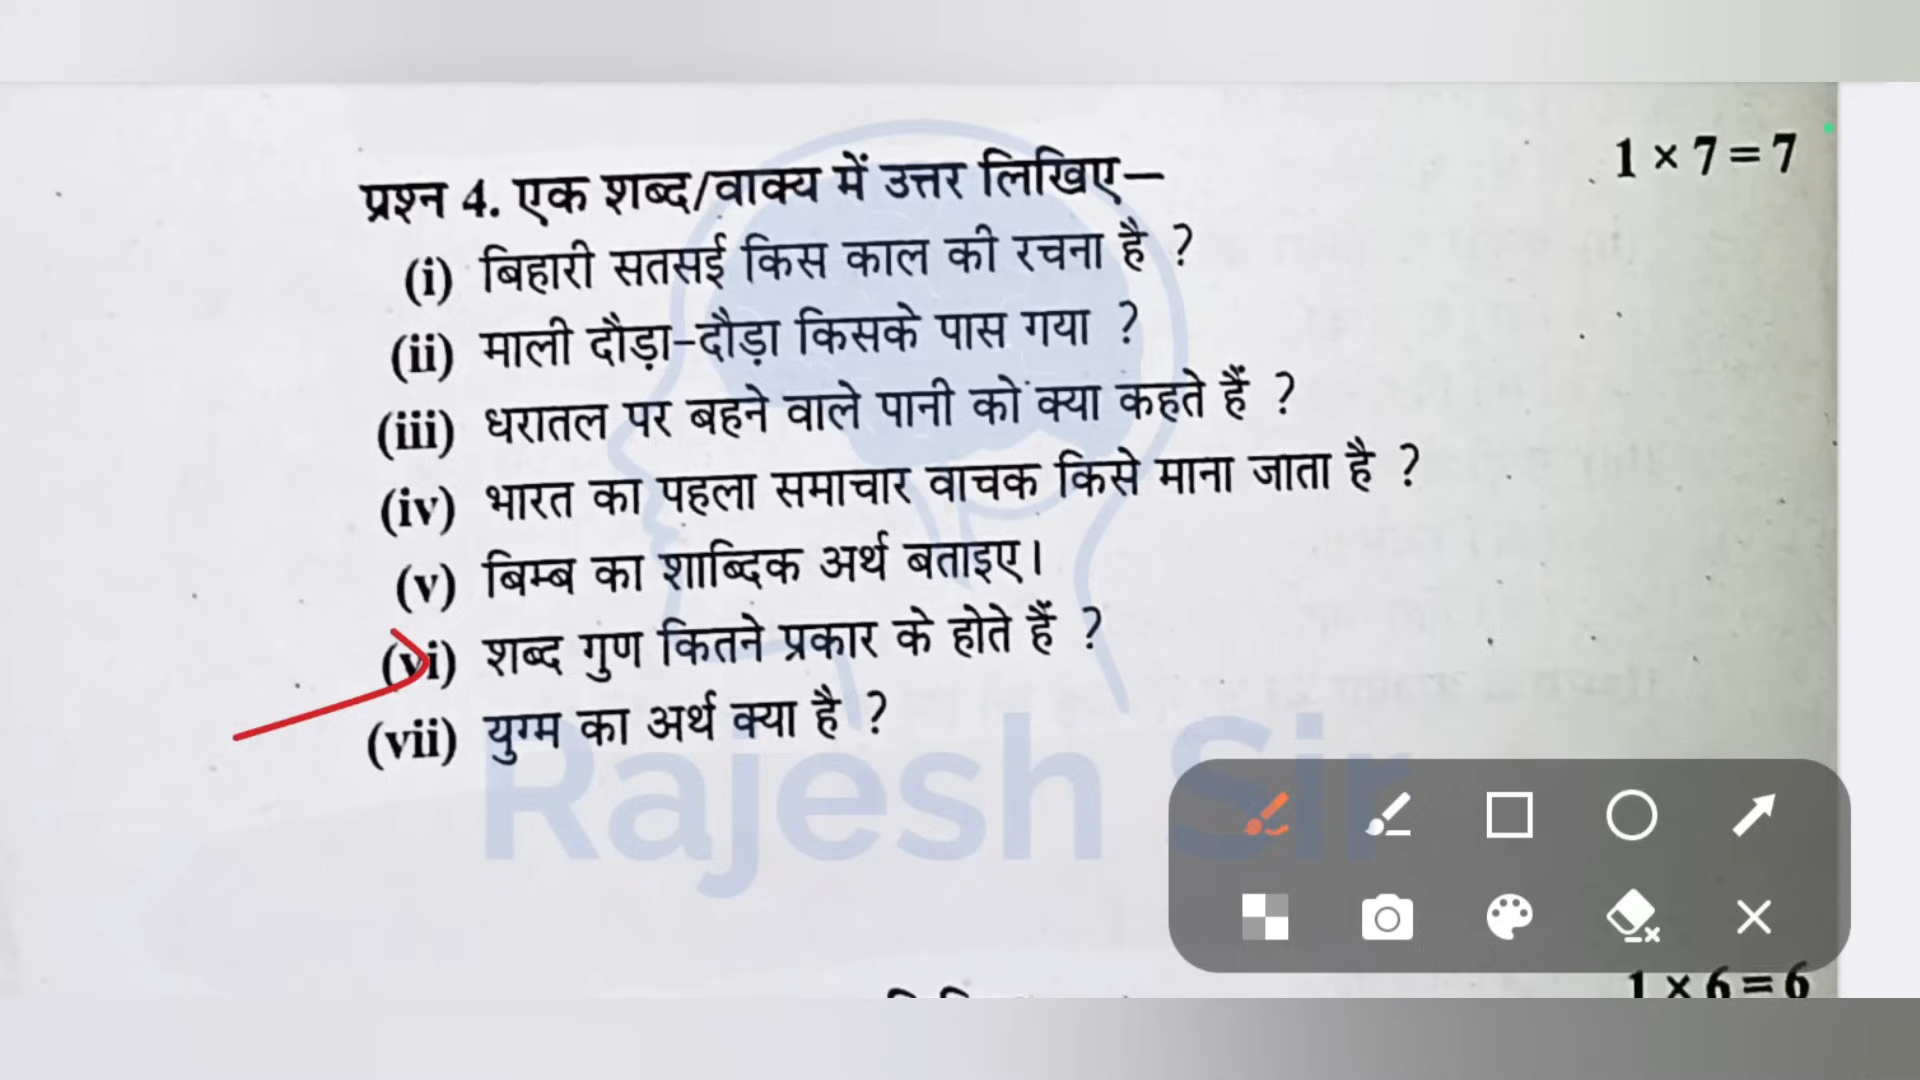 प्रश्न 4. एक शब्द/वाक्य में उत्तर लिखिए—
1 × 7 = 7
(i) बिहारी सतसई किस काल की रचना है ?
(ii) माली दौड़ा-दौड़ा किसके पास गया ?
(iii) धरातल पर बहने वाले पानी को क्या कहते हैं ?
(iv) भारत का पहला समाचार वाचक किसे माना जाता है ?
(v) बिम्ब का शाब्दिक अर्थ बताइए।
(vi) शब्द गुण कितने प्रकार के होते हैं ?
(vii) युग्म का अर्थ क्या है ?
Rajesh Sir
1 × 6 = 6